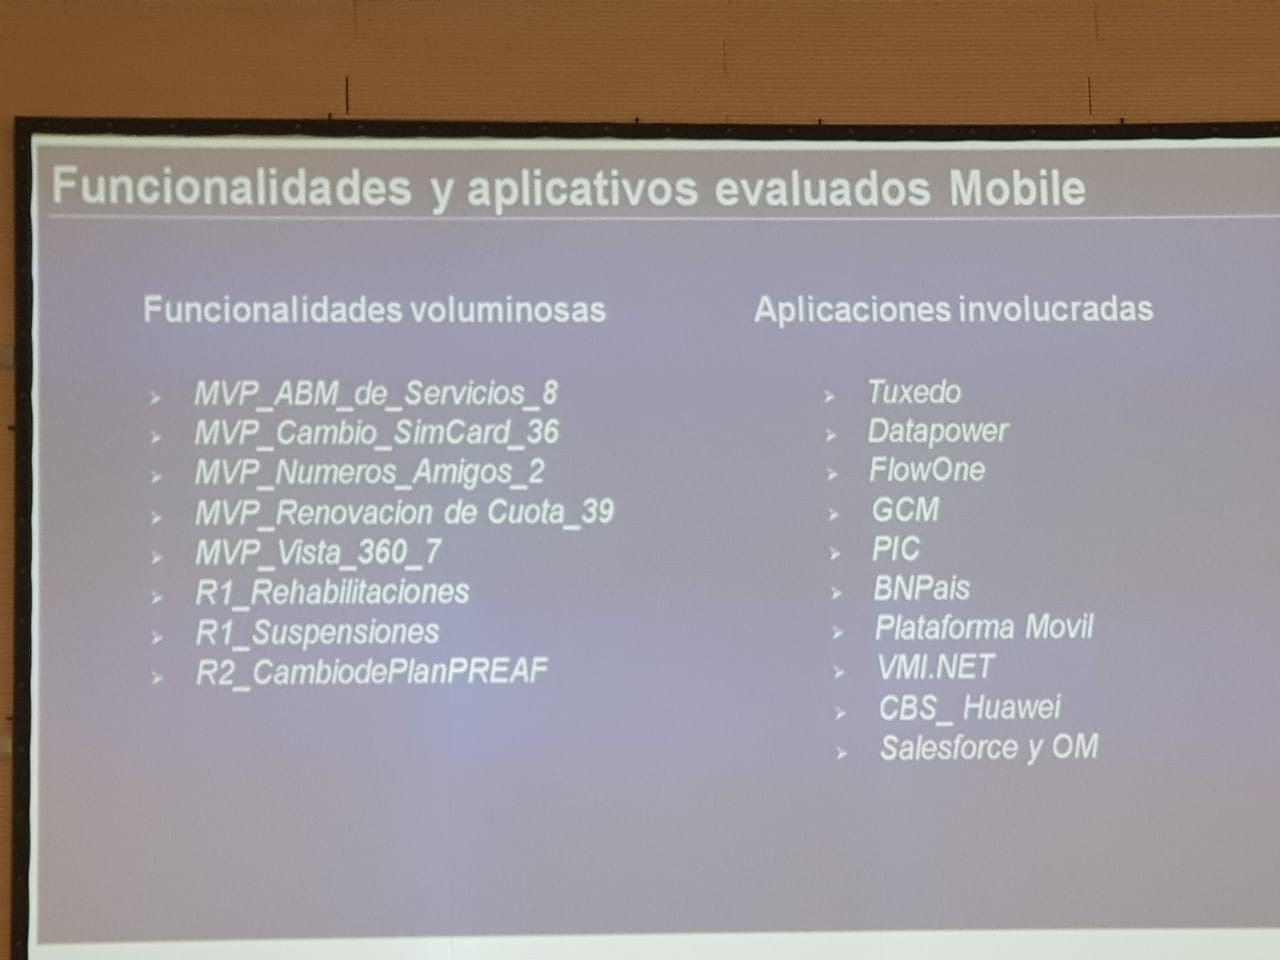 Funcionalidades y aplicativos evaluados Mobile
Funcionalidades voluminosas
MVP_ABM_de_Servicios_8
MVP_Cambio_SimCard_36
MVP_Numeros_Amigos_2
MVP_Renovacion de Cuota_39
MVP_Vista_360_7
R1_Rehabilitaciones
R1_Suspensiones
R2_CambiodePlanPREAF
Aplicaciones involucradas
Tuxedo
Datapower
FlowOne
GCM
PIC
BNPais
Plataforma Movil
VMI.NET
CBS_ Huawei
Salesforce y OM